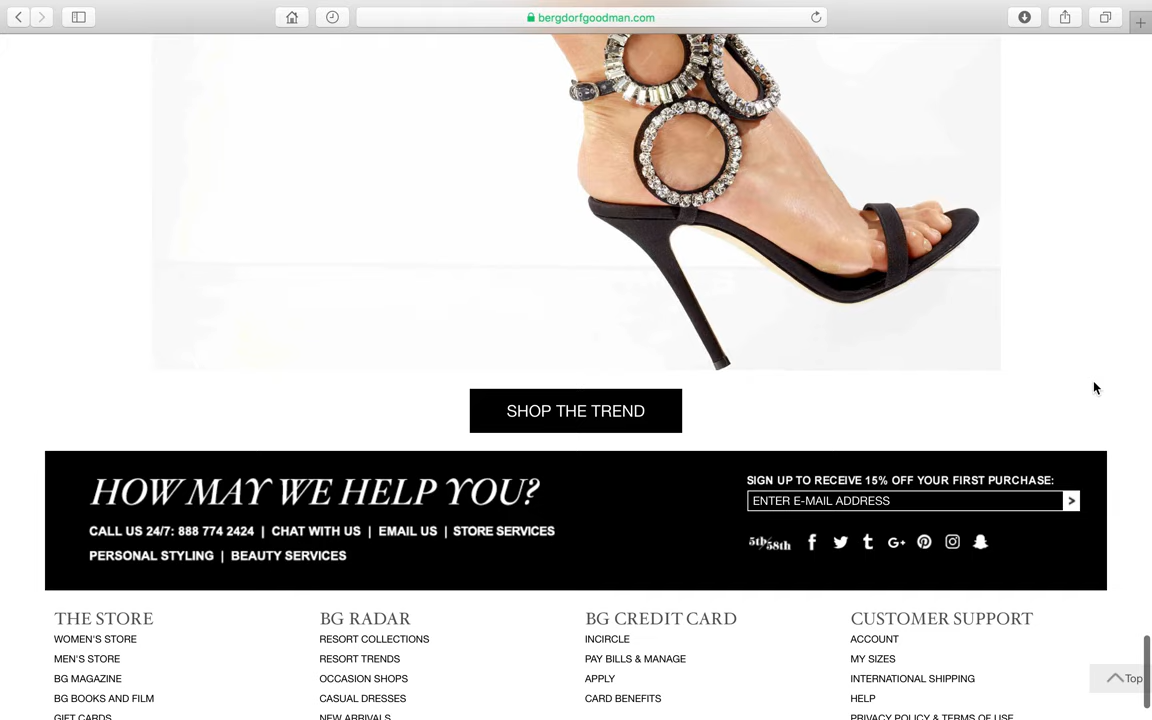 bergdorfgoodman.com
SHOP THE TREND
HOW MAY WE HELP YOU?
CALL US 24/7: 888 774 2424 | CHAT WITH US | EMAIL US | STORE SERVICES
PERSONAL STYLING | BEAUTY SERVICES
SIGN UP TO RECEIVE 15% OFF YOUR FIRST PURCHASE:
ENTER E-MAIL ADDRESS >
5th/58th f t G+
THE STORE
WOMEN'S STORE
MEN'S STORE
BG MAGAZINE
BG BOOKS AND FILM
GIFT CARDS
BG RADAR
RESORT COLLECTIONS
RESORT TRENDS
OCCASION SHOPS
CASUAL DRESSES
NEW ARRIVALS
BG CREDIT CARD
INCIRCLE
PAY BILLS & MANAGE
APPLY
CARD BENEFITS
CUSTOMER SUPPORT
ACCOUNT
MY SIZES
INTERNATIONAL SHIPPING
HELP
PRIVACY POLICY & TERMS OF USE
Top